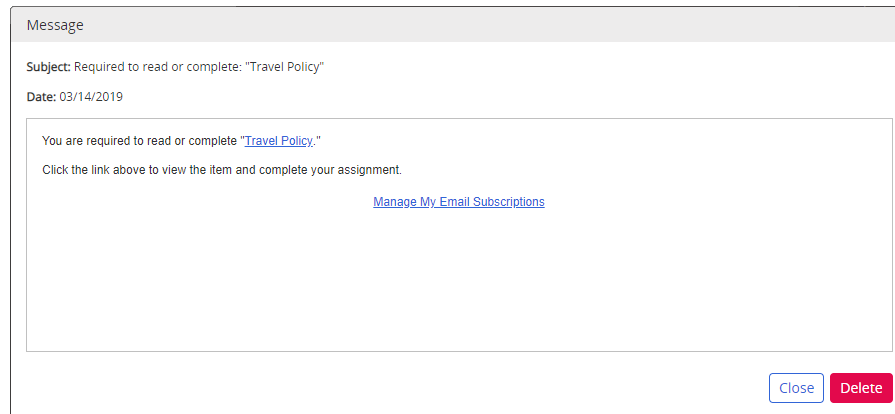 Message
Subject: Required to read or complete: "Travel Policy"
Date: 03/14/2019
You are required to read or complete "Travel Policy."
Click the link above to view the item and complete your assignment.
Manage My Email Subscriptions
Close Delete